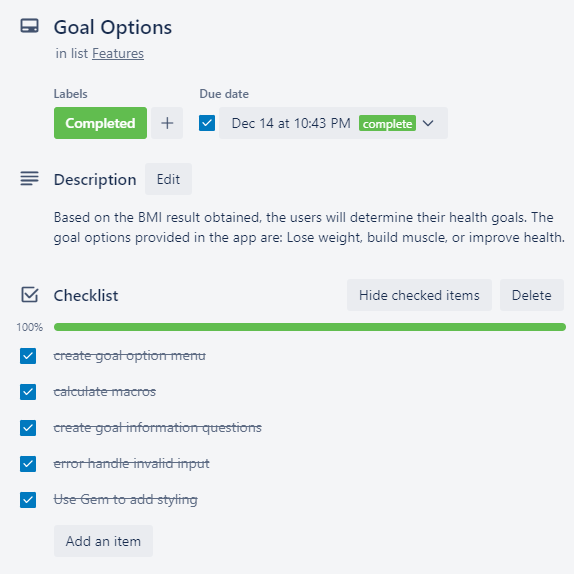 Goal Options
in list Features
Labels
Due date
Completed
+
Dec 14 at 10:43 PM complete
Description
Edit
Based on the BMI result obtained, the users will determine their health goals. The
goal options provided in the app are: Lose weight, build muscle, or improve health.
Checklist
Hide checked items
Delete
100%
create goal option menu
calculate macros
create goal information questions
error handle invalid input
Use Gem to add styling
Add an item